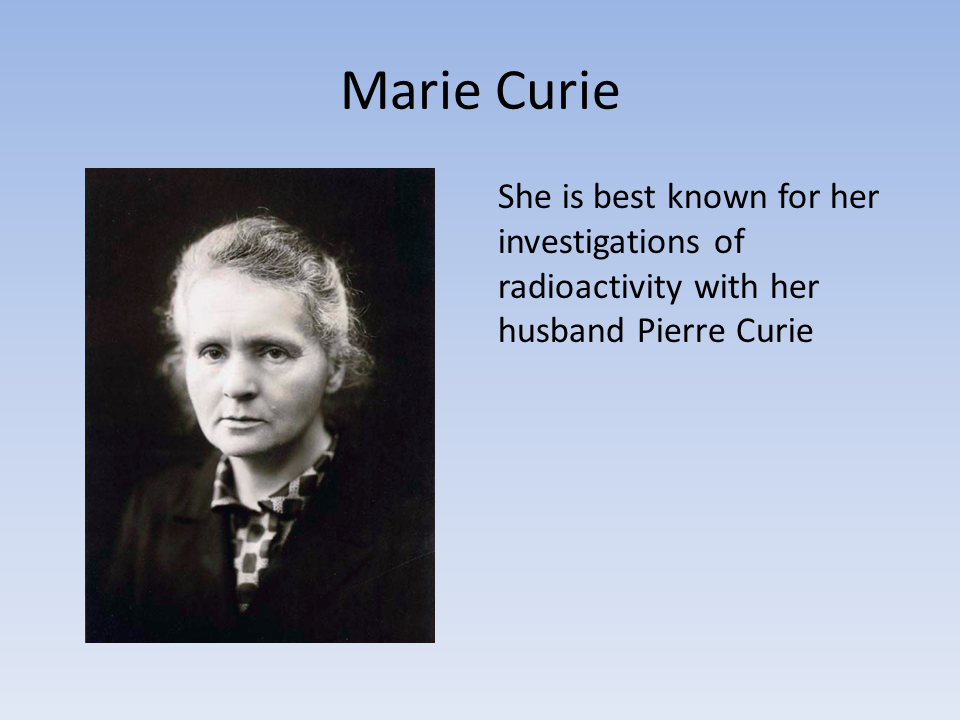 Marie Curie
She is best known for her
investigations of
radioactivity with her
husband Pierre Curie